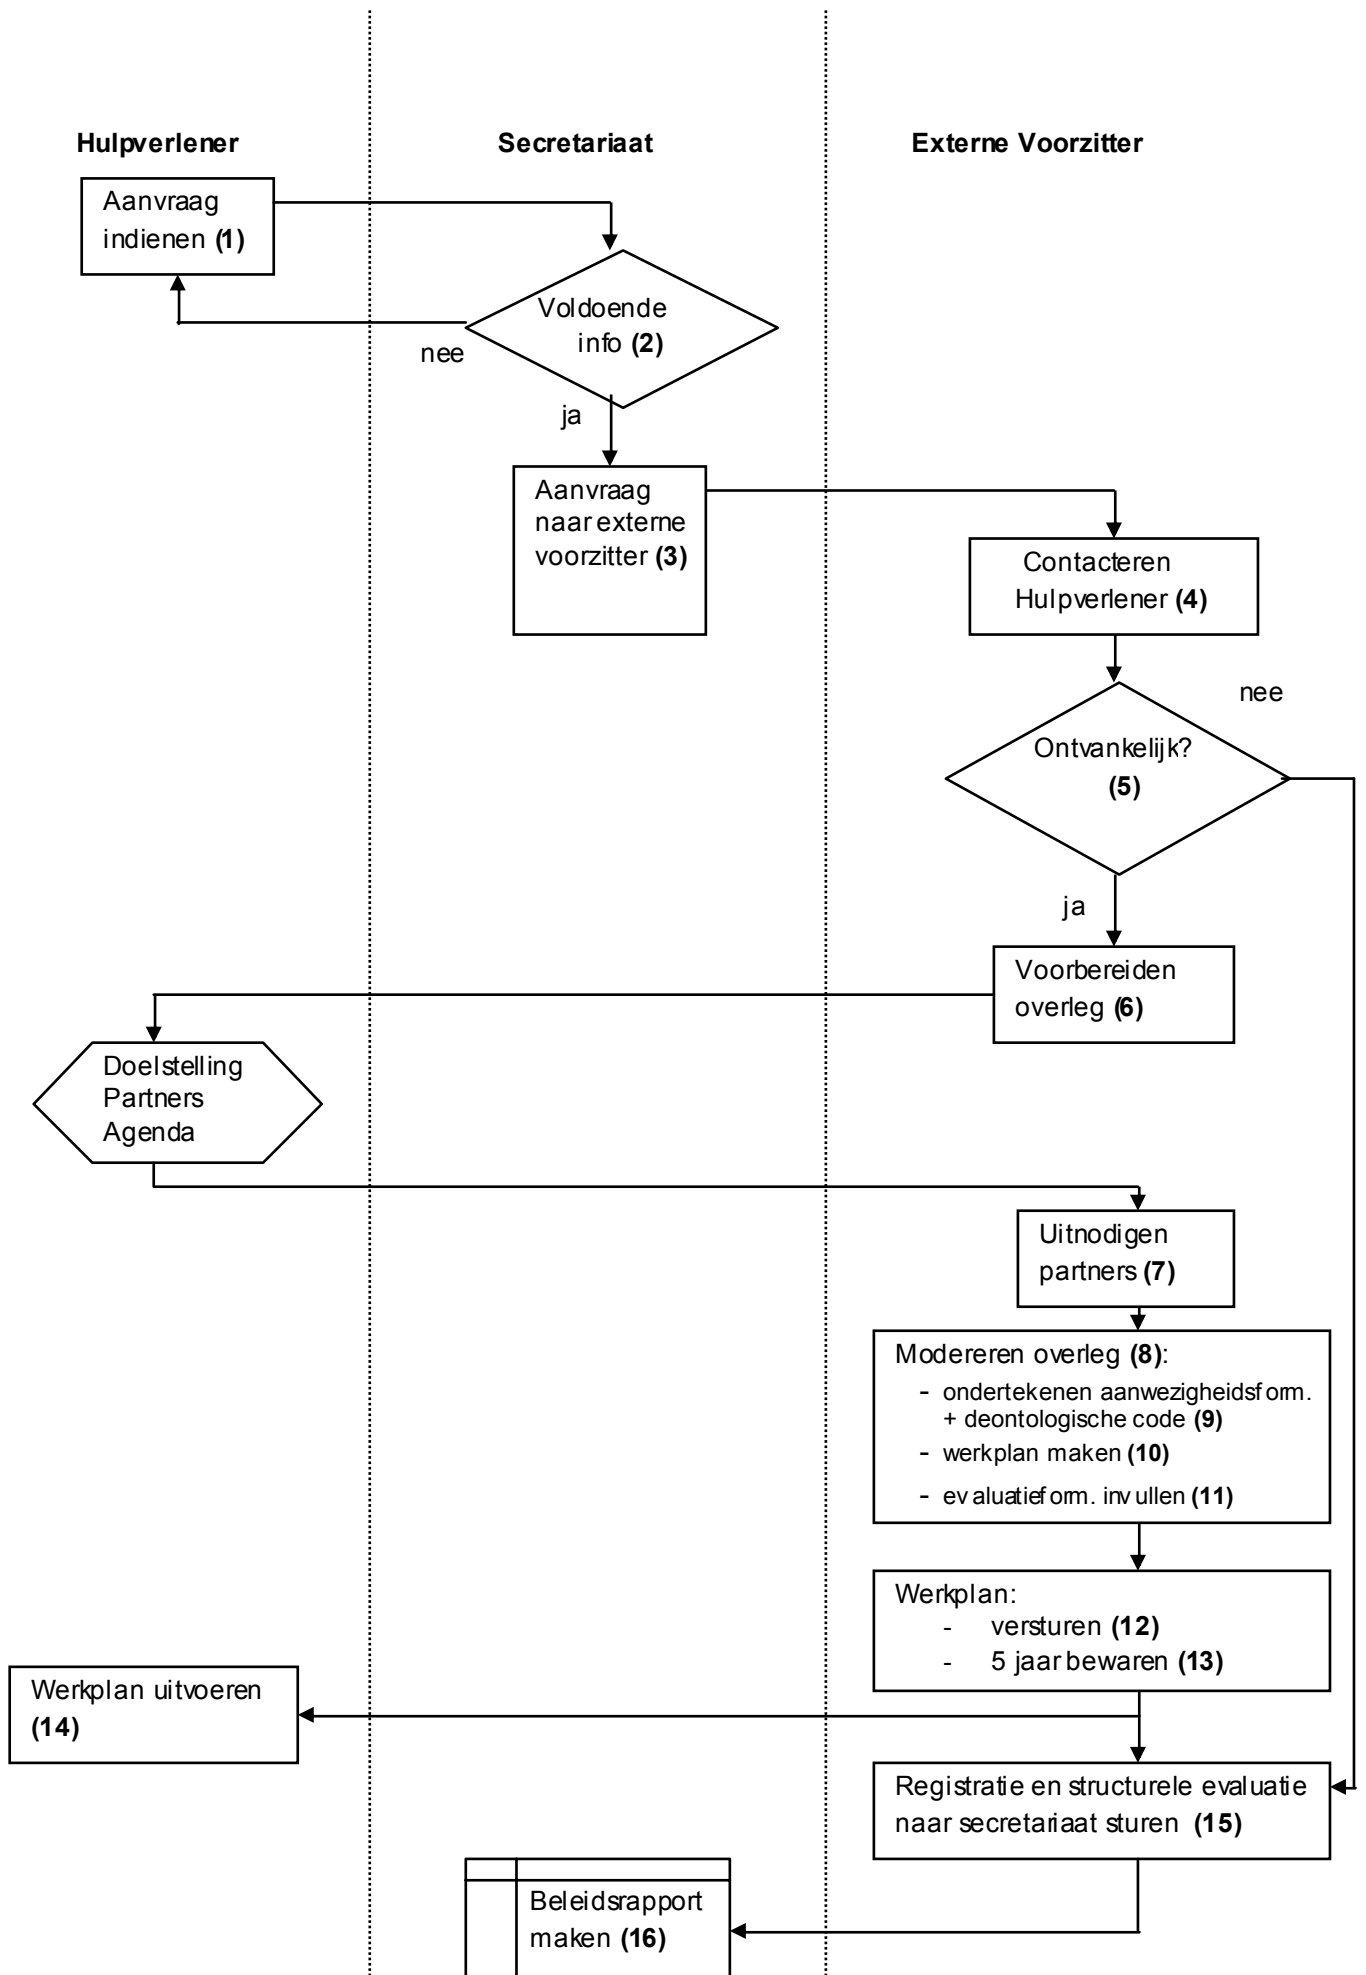 Hulpverlener
Secretariaat
Externe Voorzitter
Aanvraag
indienen (1)
Voldoende
info (2)
nee
ja
Aanvraag
naar externe
voorzitter (3)
Contacteren
Hulpverlener (4)
nee
Ontvankelijk?
(5)
ja
Voorbereiden
overleg (6)
Doelstelling
Partners
Agenda
Uitnodigen
partners (7)
Modereren overleg (8):
- ondertekenen aanwezigheidsform.
+ deontologische code (9)
- werkplan maken (10)
- evaluatieform. invullen (11)
Werkplan:
- versturen (12)
- 5 jaar bewaren (13)
Werkplan uitvoeren
(14)
Registratie en structurele evaluatie
naar secretariaat sturen (15)
Beleidsrapport
maken (16)